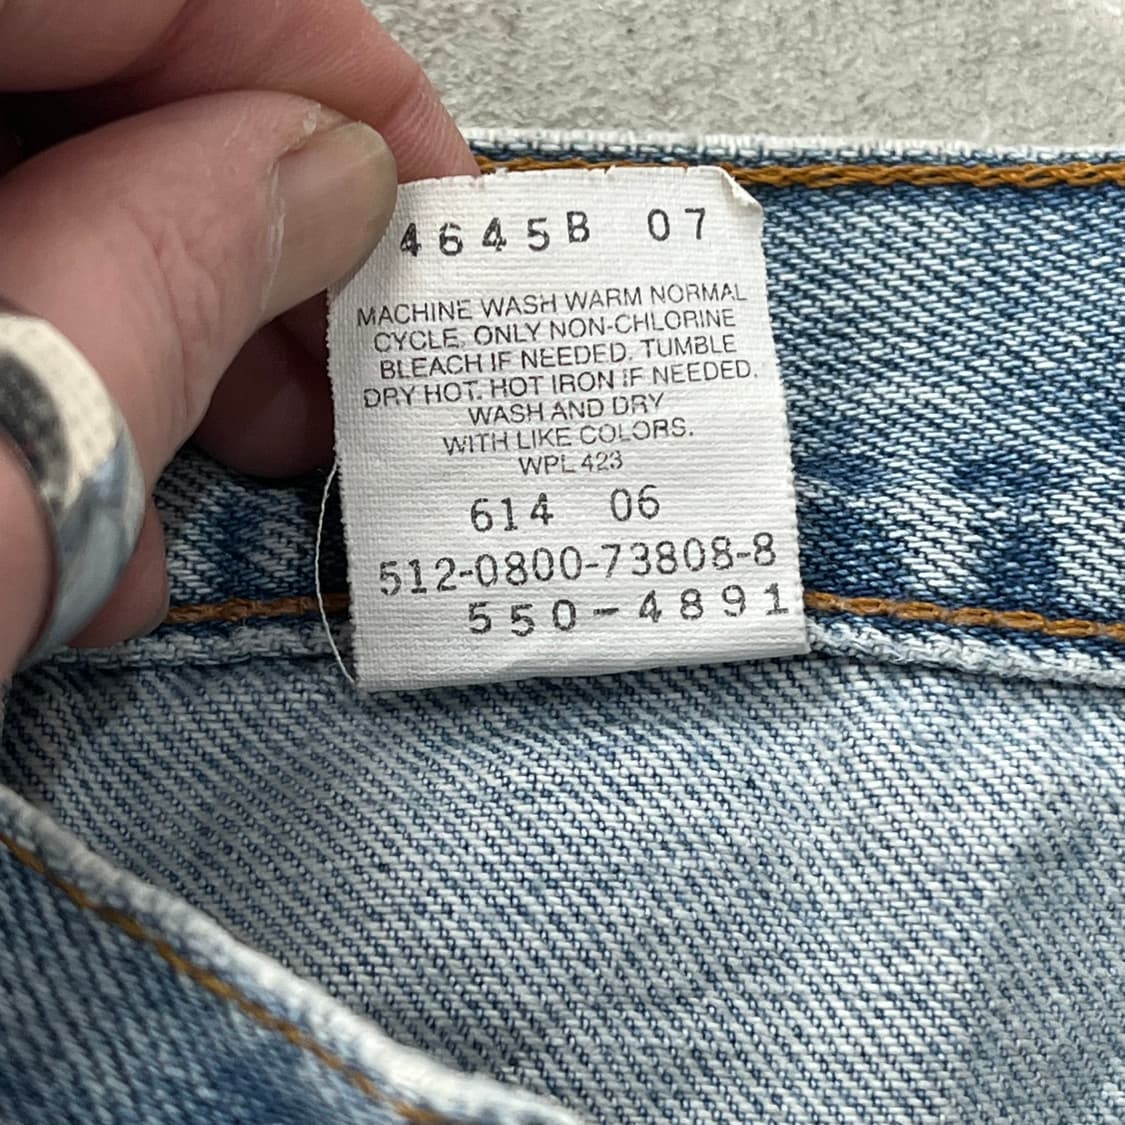 4645B 07
MACHINE WASH WARM NORMAL
CYCLE, ONLY NON-CHLORINE
BLEACH IF NEEDED. TUMBLE
DRY HOT. HOT IRON IF NEEDED.
WASH AND DRY
WITH LIKE COLORS.
WPL 423
614 06
512-0800-73808-8
550-4891